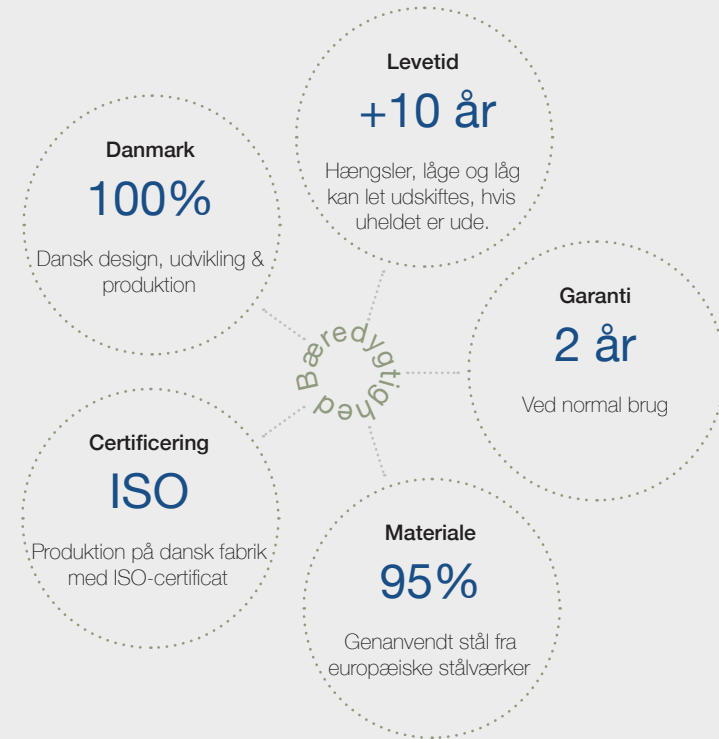 Levetid
+10 år
Hængsler, låge og låg
kan let udskiftes, hvis
uheldet er ude.
Danmark
100%
Dansk design, udvikling &
produktion
Garanti
2 år
Ved normal brug
Bæredygtighed
Certificering
ISO
Produktion på dansk fabrik
med ISO-certificat
Materiale
95%
Genanvendt stål fra
europæiske stålværker